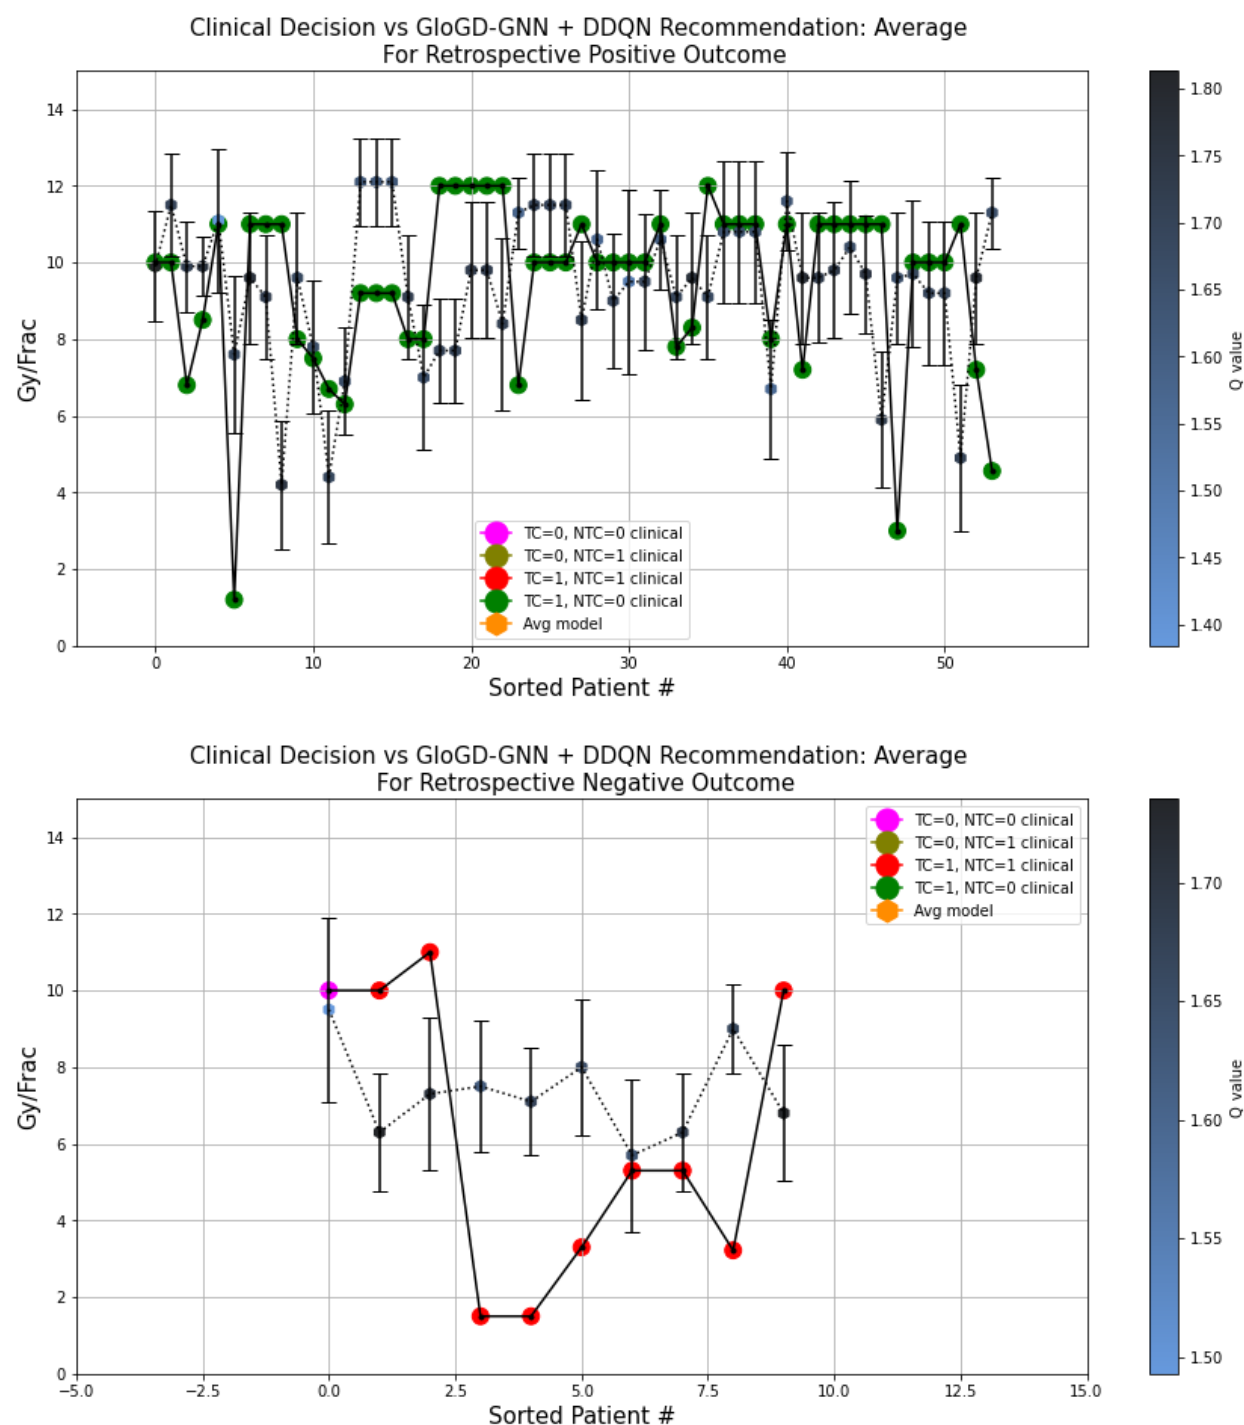 Clinical Decision vs GloGD-GNN + DDQN Recommendation: Average
For Retrospective Positive Outcome
Gy/Frac
14
12
10
8
6
4
2
0
0
10
20
30
40
50
Sorted Patient #
TC=0, NTC=0 clinical
TC=0, NTC=1 clinical
TC=1, NTC=1 clinical
TC=1, NTC=0 clinical
Avg model
1.80
1.75
1.70
1.65
1.60
1.55
1.50
1.45
1.40
Q value
Clinical Decision vs GloGD-GNN + DDQN Recommendation: Average
For Retrospective Negative Outcome
Gy/Frac
14
12
10
8
6
4
2
0
−5.0
−2.5
0.0
2.5
5.0
7.5
10.0
12.5
15.0
Sorted Patient #
TC=0, NTC=0 clinical
TC=0, NTC=1 clinical
TC=1, NTC=1 clinical
TC=1, NTC=0 clinical
Avg model
1.70
1.65
1.60
1.55
1.50
Q value